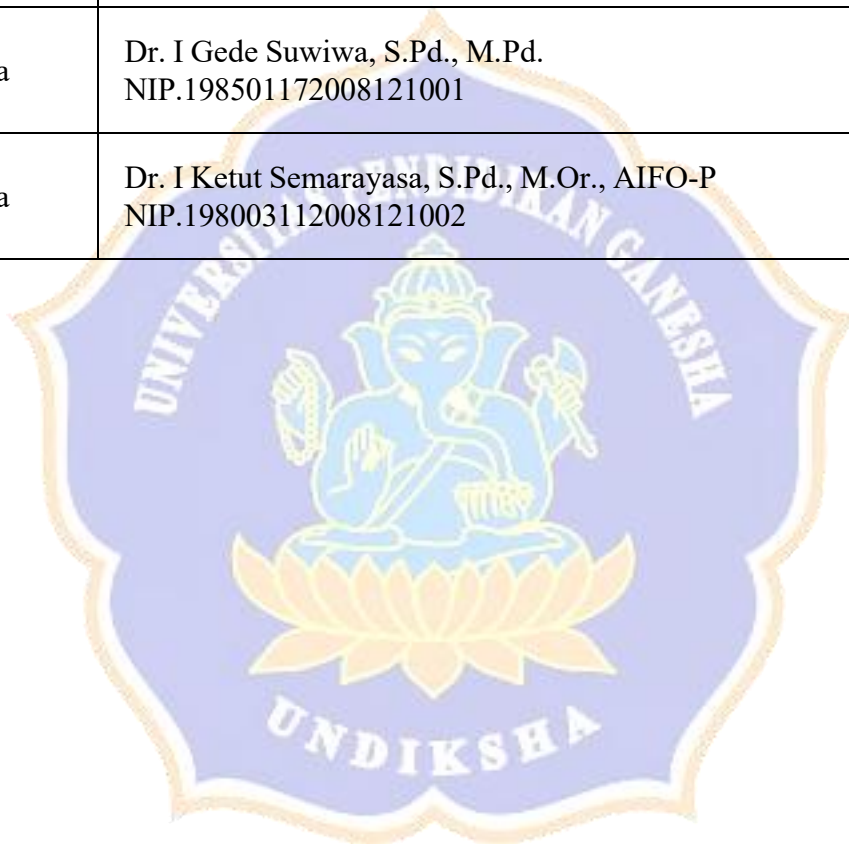 a
Dr. I Gede Suwiwa, S.Pd., M.Pd.
NIP.198501172008121001
a
Dr. I Ketut Semarayasa, S.Pd., M.Or., AIFO-P
NIP.198003112008121002
UNIVERSITAS PENDIDIKAN GANESHA
UNDIKSHA